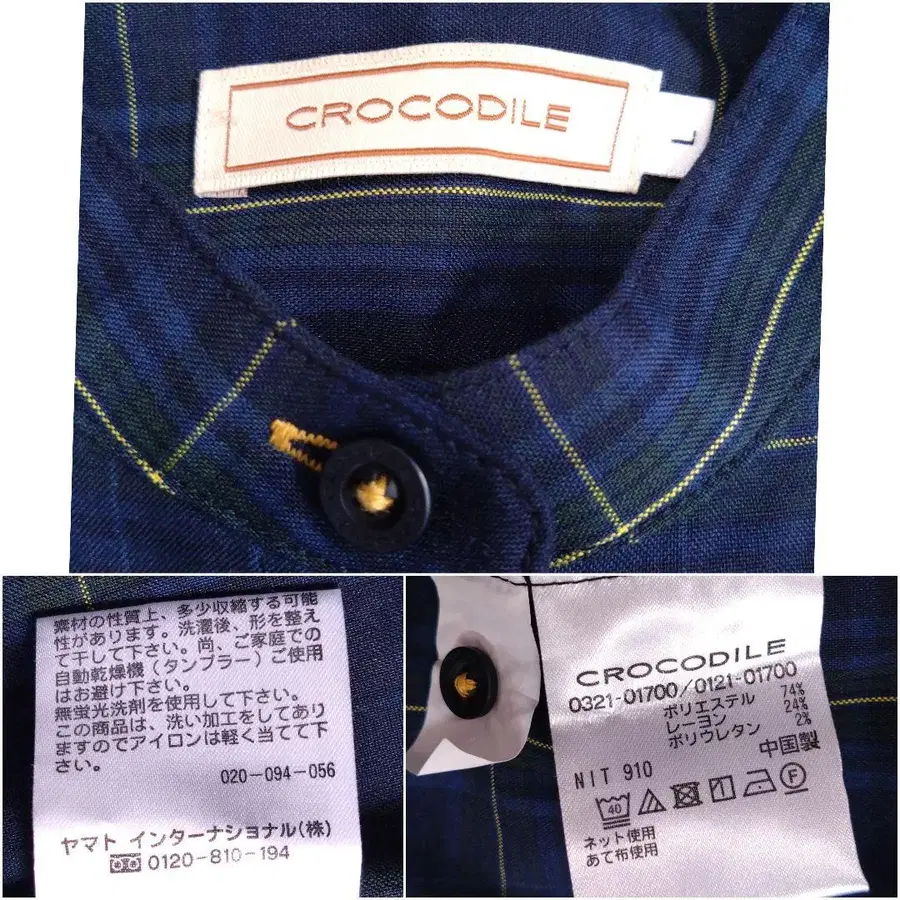 CROCODILE
L
素材の性質上、多少収縮する可能
性があります。洗濯後、形を整え
て干して下さい。尚、ご家庭での
自動乾燥機(タンブラー)ご使用
はお避け下さい。
無蛍光洗剤を使用して下さい。
この商品は、洗い加工をしてあり
ますのでアイロンは軽く当てて下
さい。
020-094-056
ヤマト インターナショナル(株)
0120-810-194
CROCODILE
0321-01700/0121-01700
ポリエステル 74%
レーヨン 24%
ポリウレタン 2%
中国製
NIT 910
40 F
ネット使用
あて布使用